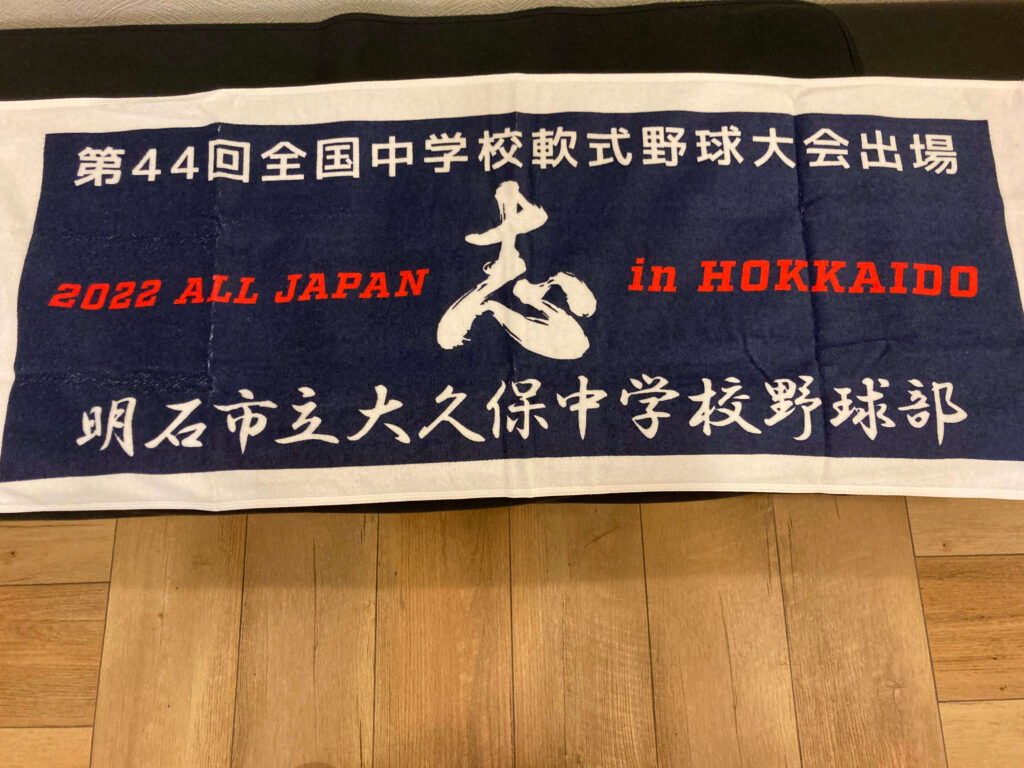 第44回全国中学校軟式野球大会出場
2022 ALL JAPAN 志 in HOKKAIDO
明石市立大久保中学校野球部